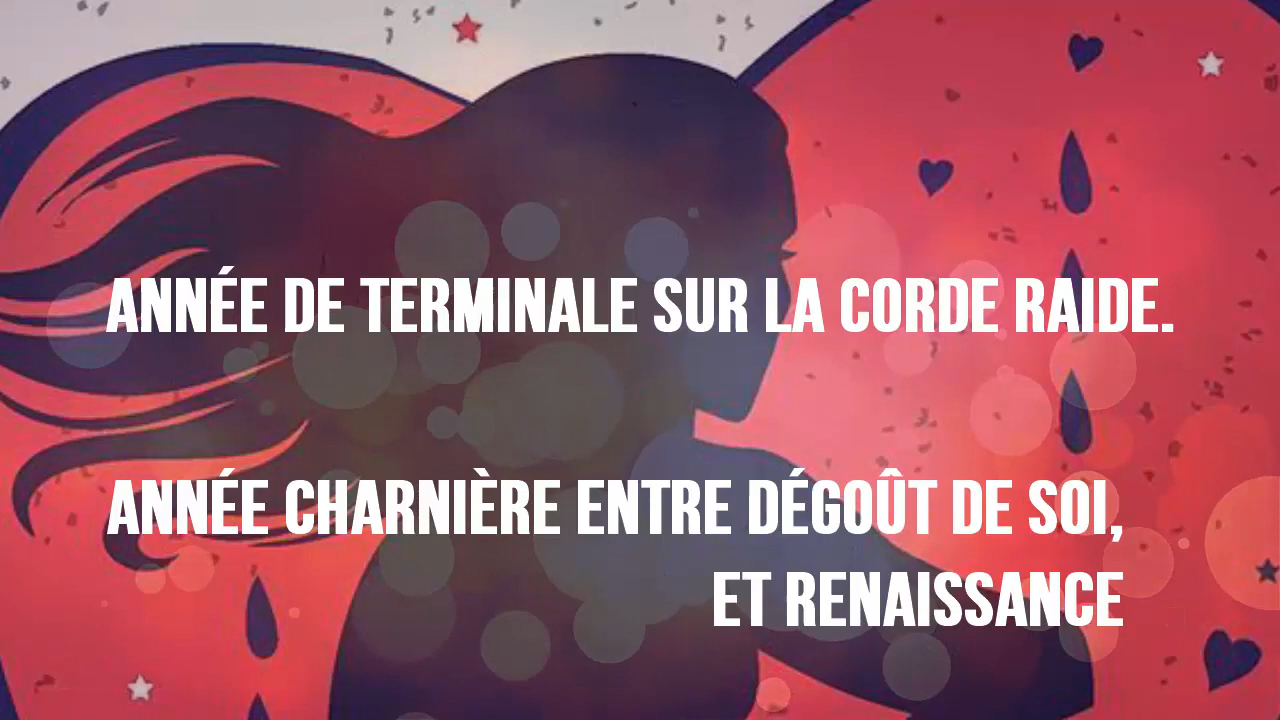 ANNÉE DE TERMINALE SUR LA CORDE RAIDE.
ANNÉE CHARNIÈRE ENTRE DÉGOÛT DE SOI,
ET RENAISSANCE